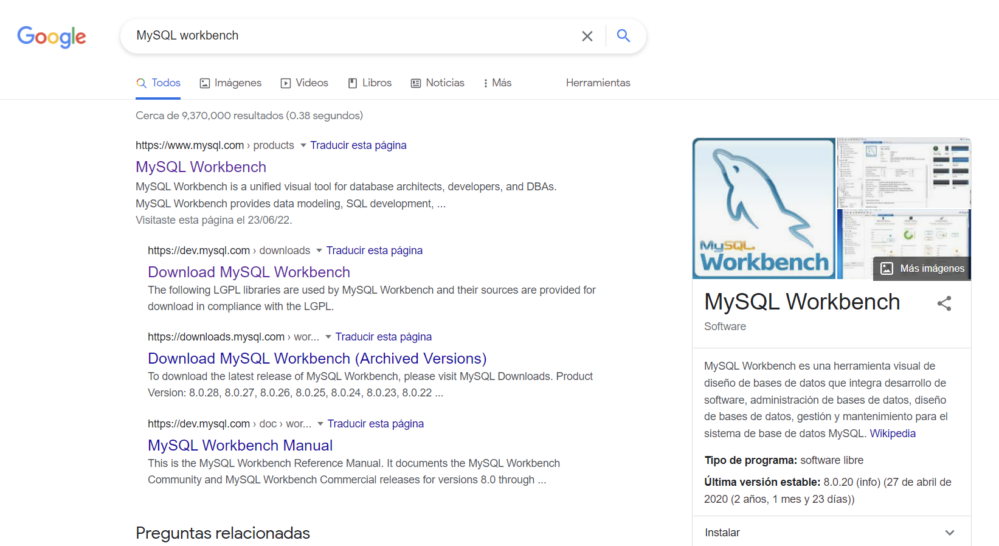 Google
MySQL workbench
Todos
Imágenes
Videos
Libros
Noticias
Más
Herramientas
Cerca de 9,370,000 resultados (0.38 segundos)
https://www.mysql.com › products
Traducir esta página
MySQL Workbench
MySQL Workbench is a unified visual tool for database architects, developers, and DBAs.
MySQL Workbench provides data modeling, SQL development, ...
Visitaste esta página el 23/06/22.
https://dev.mysql.com › downloads
Traducir esta página
Download MySQL Workbench
The following LGPL libraries are used by MySQL Workbench and their sources are provided for
download in compliance with the LGPL.
https://downloads.mysql.com › wor...
Traducir esta página
Download MySQL Workbench (Archived Versions)
To download the latest release of MySQL Workbench, please visit MySQL Downloads. Product
Version: 8.0.28, 8.0.27, 8.0.26, 8.0.25, 8.0.24, 8.0.23, 8.0.22 ...
https://dev.mysql.com › doc › wor...
Traducir esta página
MySQL Workbench Manual
This is the MySQL Workbench Reference Manual. It documents the MySQL Workbench
Community and MySQL Workbench Commercial releases for versions 8.0 through ...
Preguntas relacionadas
MySQL.
Workbench
Más imágenes
MySQL Workbench
Software
MySQL Workbench es una herramienta visual de
diseño de bases de datos que integra desarrollo de
software, administración de bases de datos, diseño
de bases de datos, gestión y mantenimiento para el
sistema de base de datos MySQL. Wikipedia
Tipo de programa: software libre
Última versión estable: 8.0.20 (info) (27 de abril de
2020 (2 años, 1 mes y 23 días))
Instalar